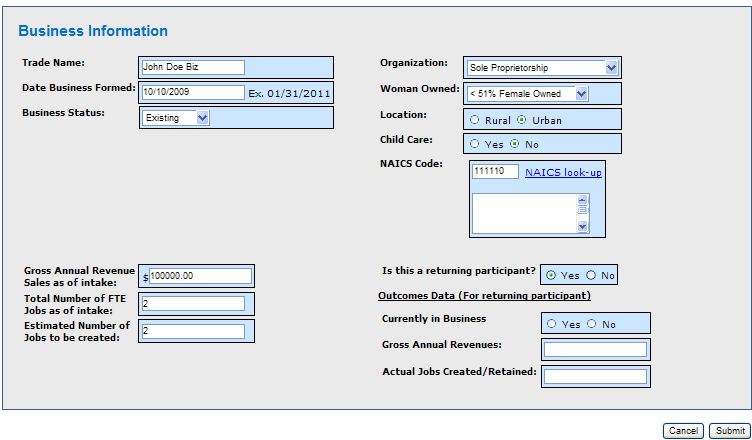 Business Information
Trade Name: John Doe Biz
Date Business Formed: 10/10/2009 Ex. 01/31/2011
Business Status: Existing
Organization: Sole Proprietorship
Woman Owned: < 51% Female Owned
Location: Rural Urban
Child Care: Yes No
NAICS Code: 111110 NAICS look-up
Gross Annual Revenue
Sales as of intake: $100000.00
Total Number of FTE
Jobs as of intake: 2
Estimated Number of
Jobs to be created: 2
Is this a returning participant? Yes No
Outcomes Data (For returning participant)
Currently in Business Yes No
Gross Annual Revenues:
Actual Jobs Created/Retained:
Cancel Submit